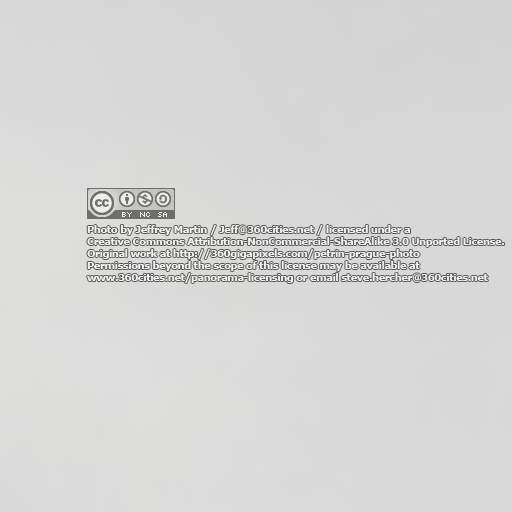 cc
BY NC SA
Photo by Jeffrey Martin / Jeff@360cities.net / licensed under a
Creative Commons Attribution-NonCommercial-ShareAlike 3.0 Unported License.
Original work at http://360gigapixels.com/petrin-prague-photo
Permissions beyond the scope of this license may be available at
www.360cities.net/panorama-licensing or email steve.hercher@360cities.net